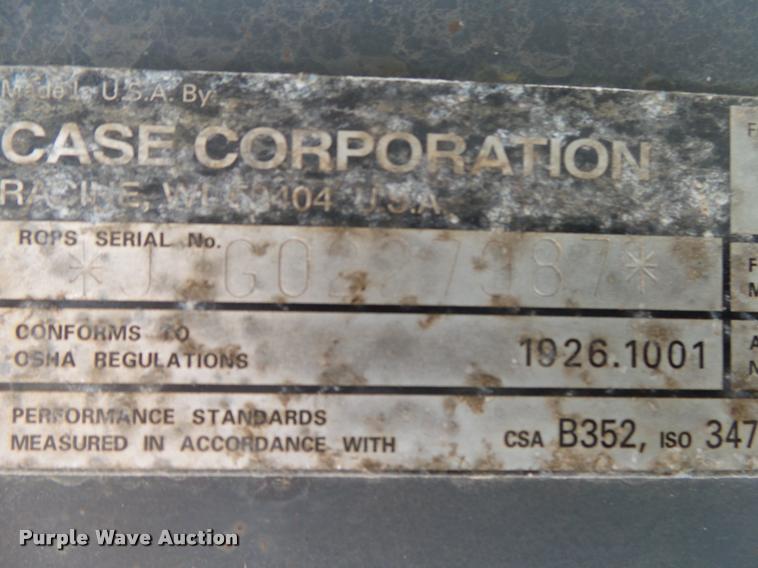 Made In U.S.A. By
CASE CORPORATION
RACINE, WI 53404 U.S.A.
ROPS SERIAL No.
CONFORMS TO
OSHA REGULATIONS
1926.1001
PERFORMANCE STANDARDS
MEASURED IN ACCORDANCE WITH
CSA B352, ISO 347
F
F
M
A
N
Purple Wave Auction